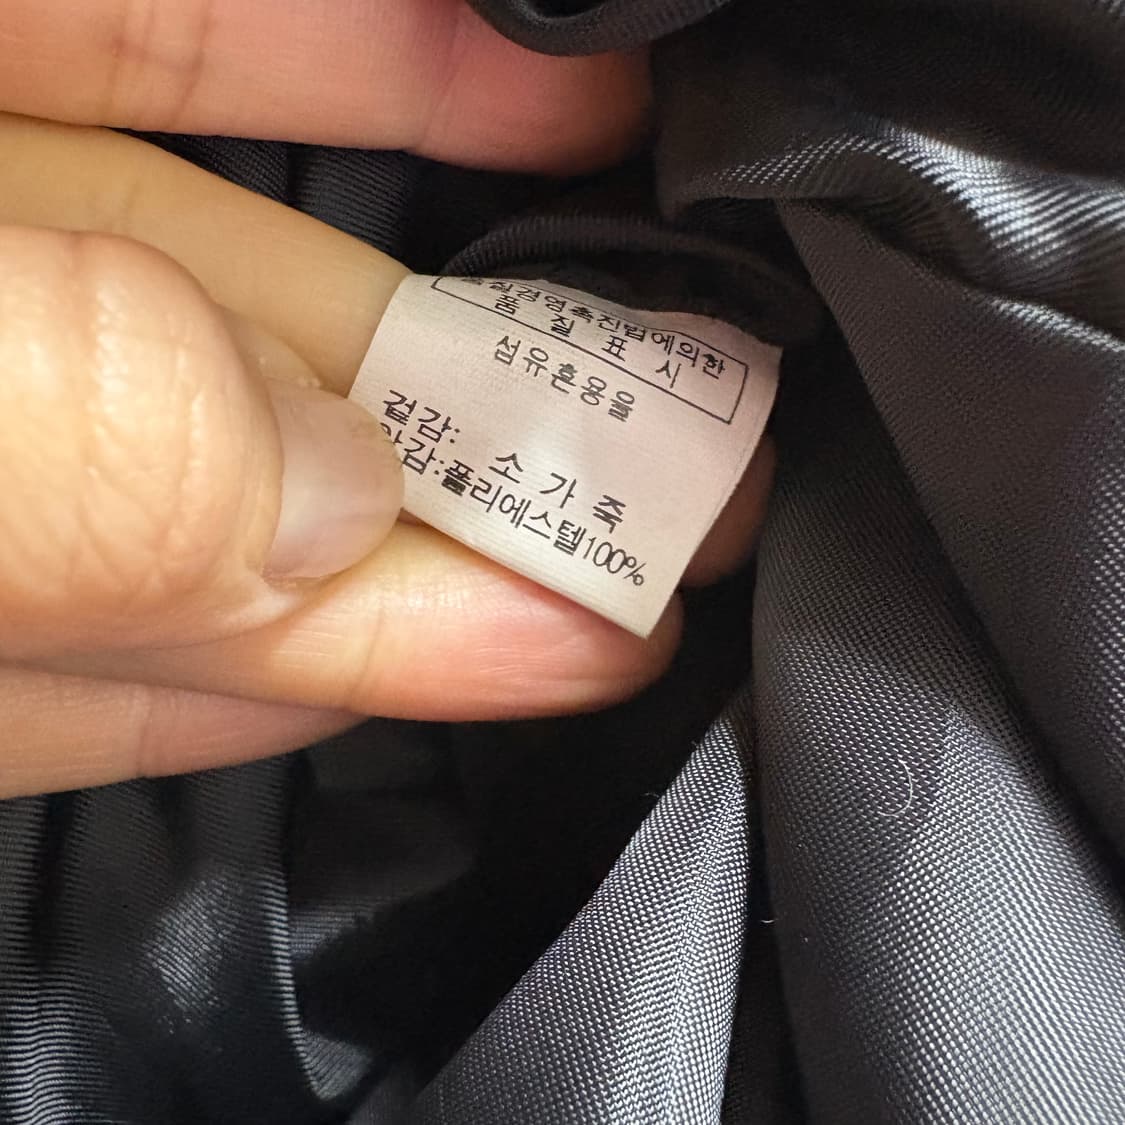 품질경영촉진법에의한
품 질 표 시
섬유혼용율
겉감: 소 가 죽
안감:폴리에스텔100%